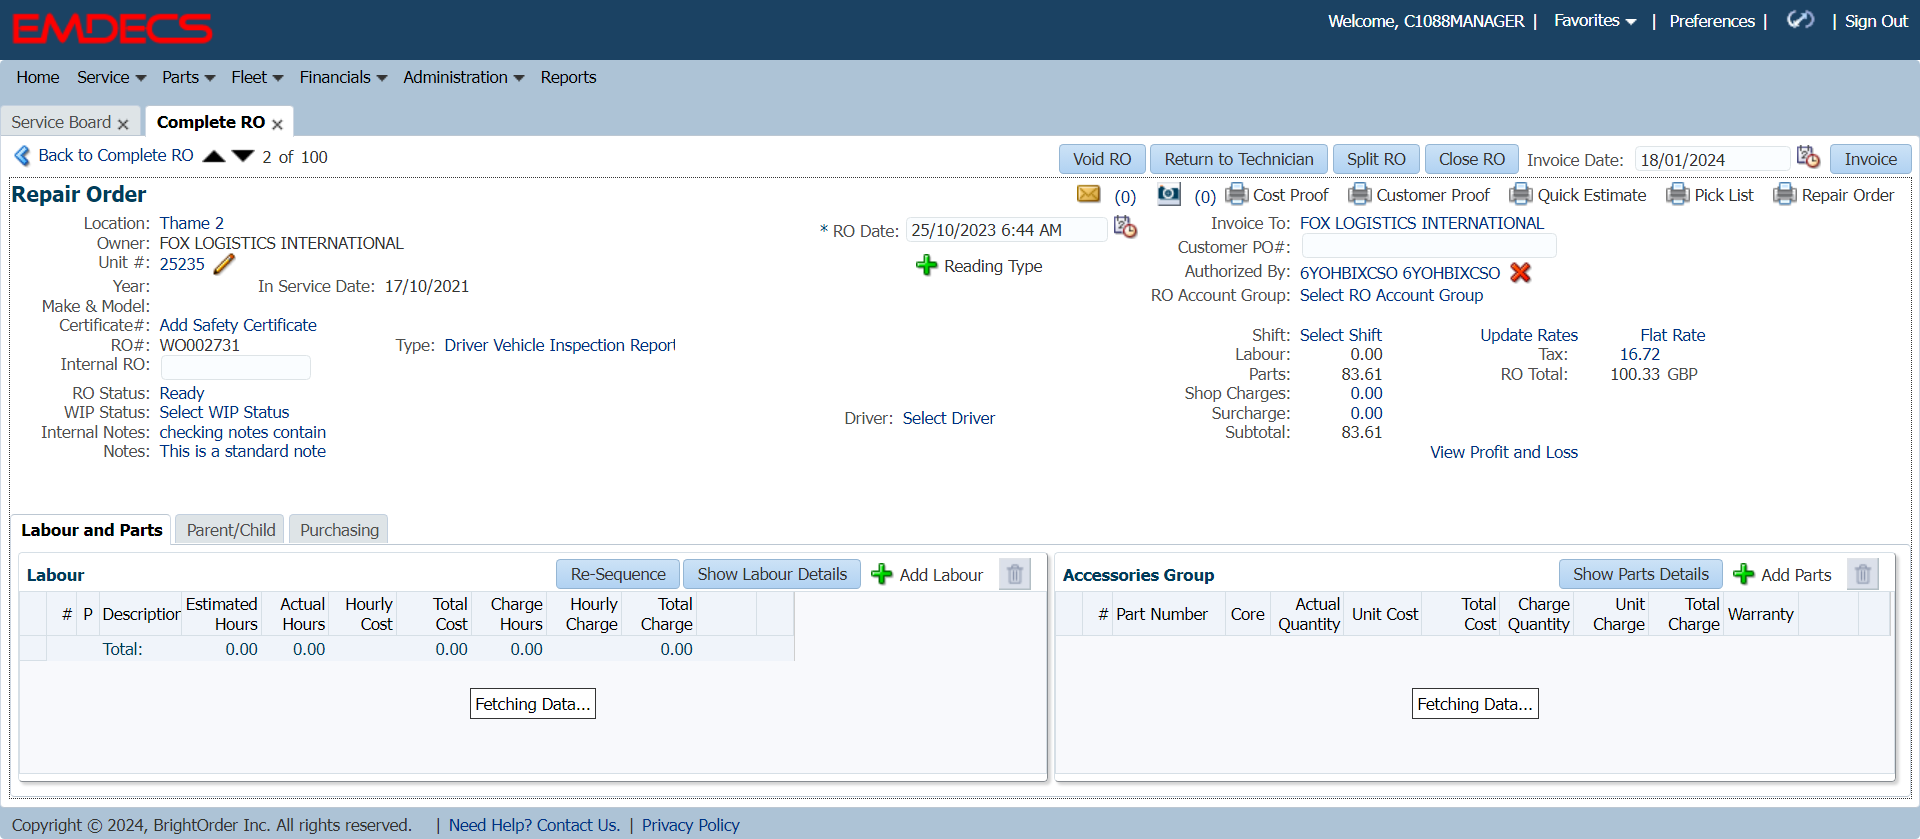 EMDECS
Welcome, C1088MANAGER | Favorites | Preferences | | Sign Out
Home Service Parts Fleet Financials Administration Reports
Service Board Complete RO
Back to Complete RO 2 of 100 Void RO Return to Technician Split RO Close RO Invoice Date: 18/01/2024 Invoice
Repair Order (0) (0) Cost Proof Customer Proof Quick Estimate Pick List Repair Order
Location: Thame 2
Owner: FOX LOGISTICS INTERNATIONAL
Unit #: 25235
Year: In Service Date: 17/10/2021
Make & Model:
Certificate#: Add Safety Certificate
RO#: WO002731 Type: Driver Vehicle Inspection Report
Internal RO:
RO Status: Ready
WIP Status: Select WIP Status
Internal Notes: checking notes contain
Notes: This is a standard note
* RO Date: 25/10/2023 6:44 AM
Reading Type
Driver: Select Driver
Invoice To: FOX LOGISTICS INTERNATIONAL
Customer PO#:
Authorized By: 6YOHBIXCSO 6YOHBIXCSO
RO Account Group: Select RO Account Group
Shift: Select Shift Update Rates Flat Rate
Labour: 0.00 Tax: 16.72
Parts: 83.61 RO Total: 100.33 GBP
Shop Charges: 0.00
Surcharge: 0.00
Subtotal: 83.61
View Profit and Loss
Labour and Parts Parent/Child Purchasing
Labour Re-Sequence Show Labour Details Add Labour
# P Description Estimated Hours Actual Hours Hourly Cost Total Cost Charge Hours Hourly Charge Total Charge
Total: 0.00 0.00 0.00 0.00 0.00
Fetching Data...
Accessories Group Show Parts Details Add Parts
# Part Number Core Actual Quantity Unit Cost Total Cost Charge Quantity Unit Charge Total Charge Warranty
Fetching Data...
Copyright © 2024, BrightOrder Inc. All rights reserved. | Need Help? Contact Us. | Privacy Policy